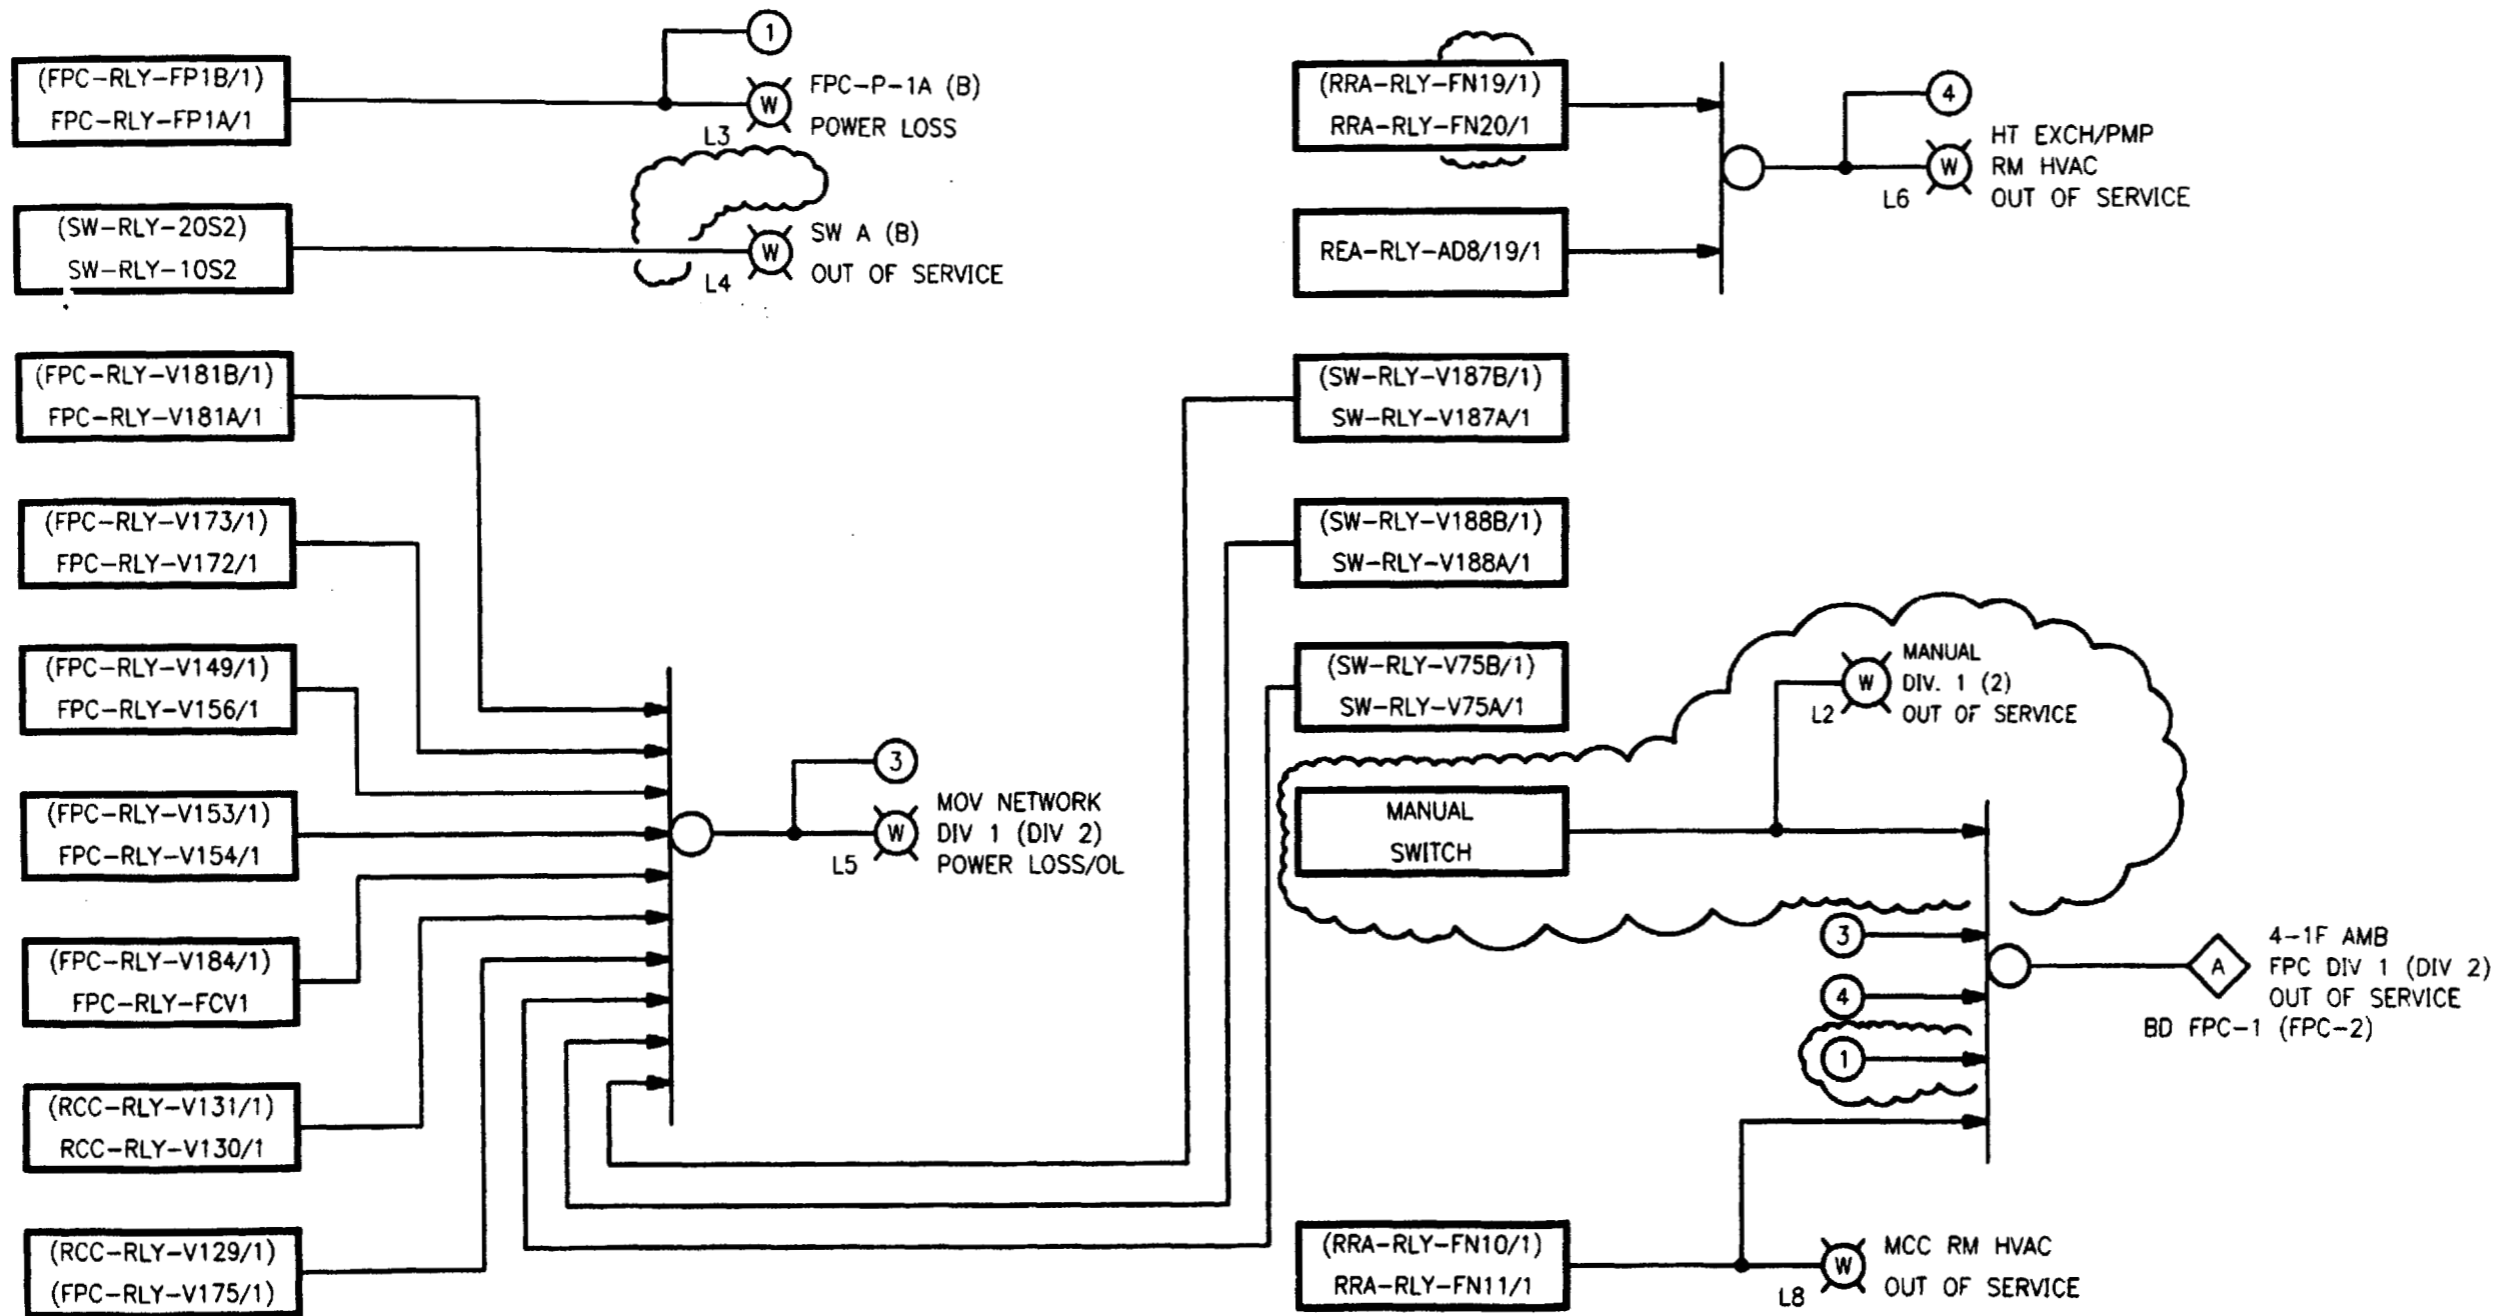 1
(FPC-RLY-FP1B/1)
FPC-RLY-FP1A/1
W
FPC-P-1A (B)
POWER LOSS
L3
(SW-RLY-20S2)
SW-RLY-10S2
W
SW A (B)
OUT OF SERVICE
L4
(FPC-RLY-V181B/1)
FPC-RLY-V181A/1
(FPC-RLY-V173/1)
FPC-RLY-V172/1
(FPC-RLY-V149/1)
FPC-RLY-V156/1
(FPC-RLY-V153/1)
FPC-RLY-V154/1
(FPC-RLY-V184/1)
FPC-RLY-FCV1
(RCC-RLY-V131/1)
RCC-RLY-V130/1
(RCC-RLY-V129/1)
(FPC-RLY-V175/1)
3
W
MOV NETWORK
DIV 1 (DIV 2)
POWER LOSS/OL
L5
(RRA-RLY-FN19/1)
RRA-RLY-FN20/1
REA-RLY-AD8/19/1
4
W
HT EXCH/PMP
RM HVAC
OUT OF SERVICE
L6
(SW-RLY-V187B/1)
SW-RLY-V187A/1
(SW-RLY-V188B/1)
SW-RLY-V188A/1
(SW-RLY-V75B/1)
SW-RLY-V75A/1
MANUAL
SWITCH
W
MANUAL
DIV. 1 (2)
OUT OF SERVICE
L2
3
4
1
A
4-1F AMB
FPC DIV 1 (DIV 2)
OUT OF SERVICE
BD FPC-1 (FPC-2)
(RRA-RLY-FN10/1)
RRA-RLY-FN11/1
W
MCC RM HVAC
OUT OF SERVICE
L8